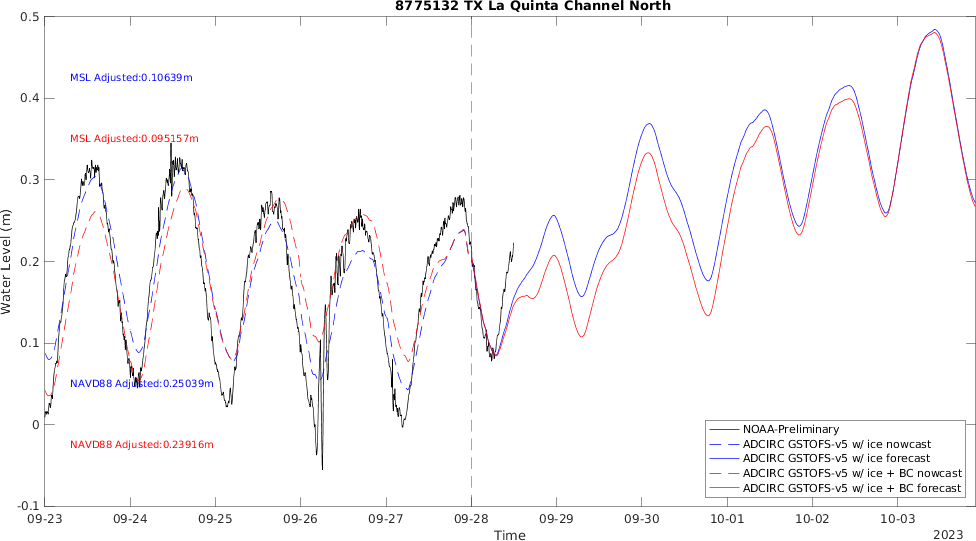 8775132 TX La Quinta Channel North
0.5
0.4
0.3
0.2
0.1
0
-0.1
Water Level (m)
MSL Adjusted:0.10639m
MSL Adjusted:0.095157m
NAVD88 Adjusted:0.25039m
NAVD88 Adjusted:0.23916m
NOAA-Preliminary
ADCIRC GSTOFS-v5 w/ ice nowcast
ADCIRC GSTOFS-v5 w/ ice forecast
ADCIRC GSTOFS-v5 w/ ice + BC nowcast
ADCIRC GSTOFS-v5 w/ ice + BC forecast
09-23 09-24 09-25 09-26 09-27 09-28 09-29 09-30 10-01 10-02 10-03
Time
2023